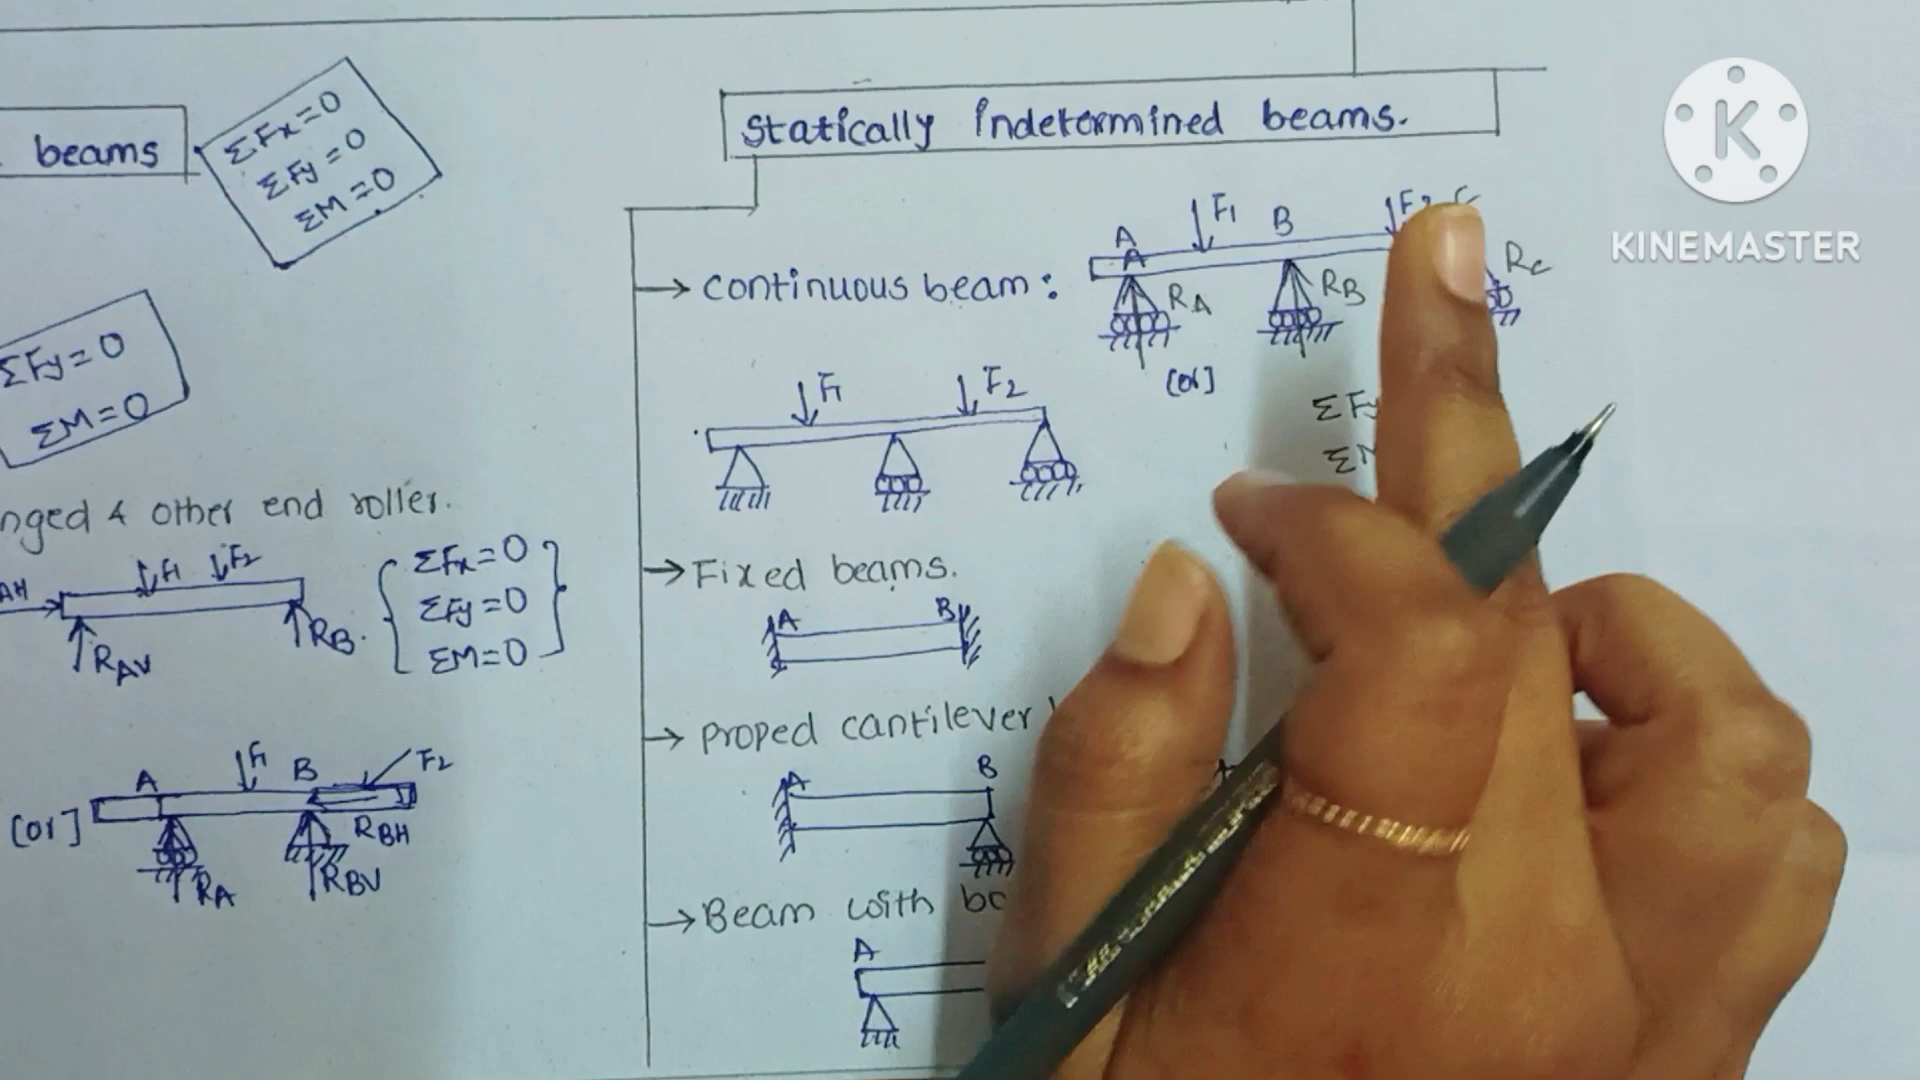 beams
ΣFx=0
ΣFy=0
ΣM=0
ΣFy=0
ΣM=0
nged & other end roller.
AH
F1
F2
RAV
RB.
ΣFx=0
ΣFy=0
ΣM=0
[or]
A
F1
B
F2
RBH
RA
RBV
Statically Indetermined beams.
→ Continuous beam:
A
A
F1
B
RA
RB
Rc
[or]
F1
F2
→ Fixed beams.
A
B
→ Proped cantilever
A
B
→ Beam with
A
K
KINEMASTER